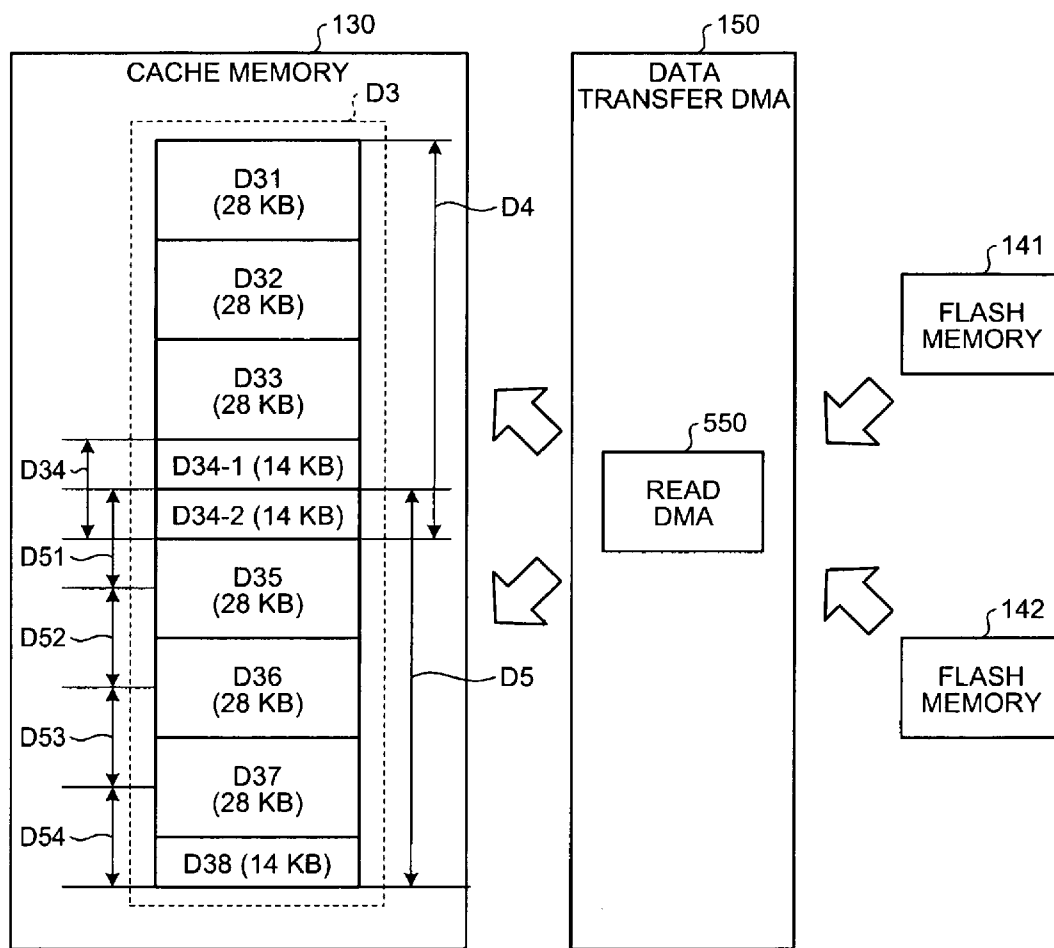 130
CACHE MEMORY
D3
D31
(28 KB)
D4
D32
(28 KB)
D33
(28 KB)
D34
D34-1 (14 KB)
D34-2 (14 KB)
D51
D35
(28 KB)
D52
D36
(28 KB)
D5
D53
D37
(28 KB)
D54
D38 (14 KB)
150
DATA
TRANSFER DMA
550
READ
DMA
141
FLASH
MEMORY
142
FLASH
MEMORY